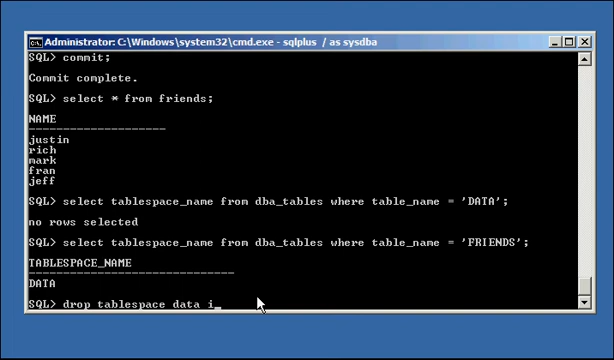 Administrator: C:\Windows\system32\cmd.exe - sqlplus / as sysdba
SQL> commit;
Commit complete.
SQL> select * from friends;
NAME
--------------------
justin
rich
mark
fran
jeff
SQL> select tablespace_name from dba_tables where table_name = 'DATA';
no rows selected
SQL> select tablespace_name from dba_tables where table_name = 'FRIENDS';
TABLESPACE_NAME
------------------------------
DATA
SQL> drop tablespace data i_